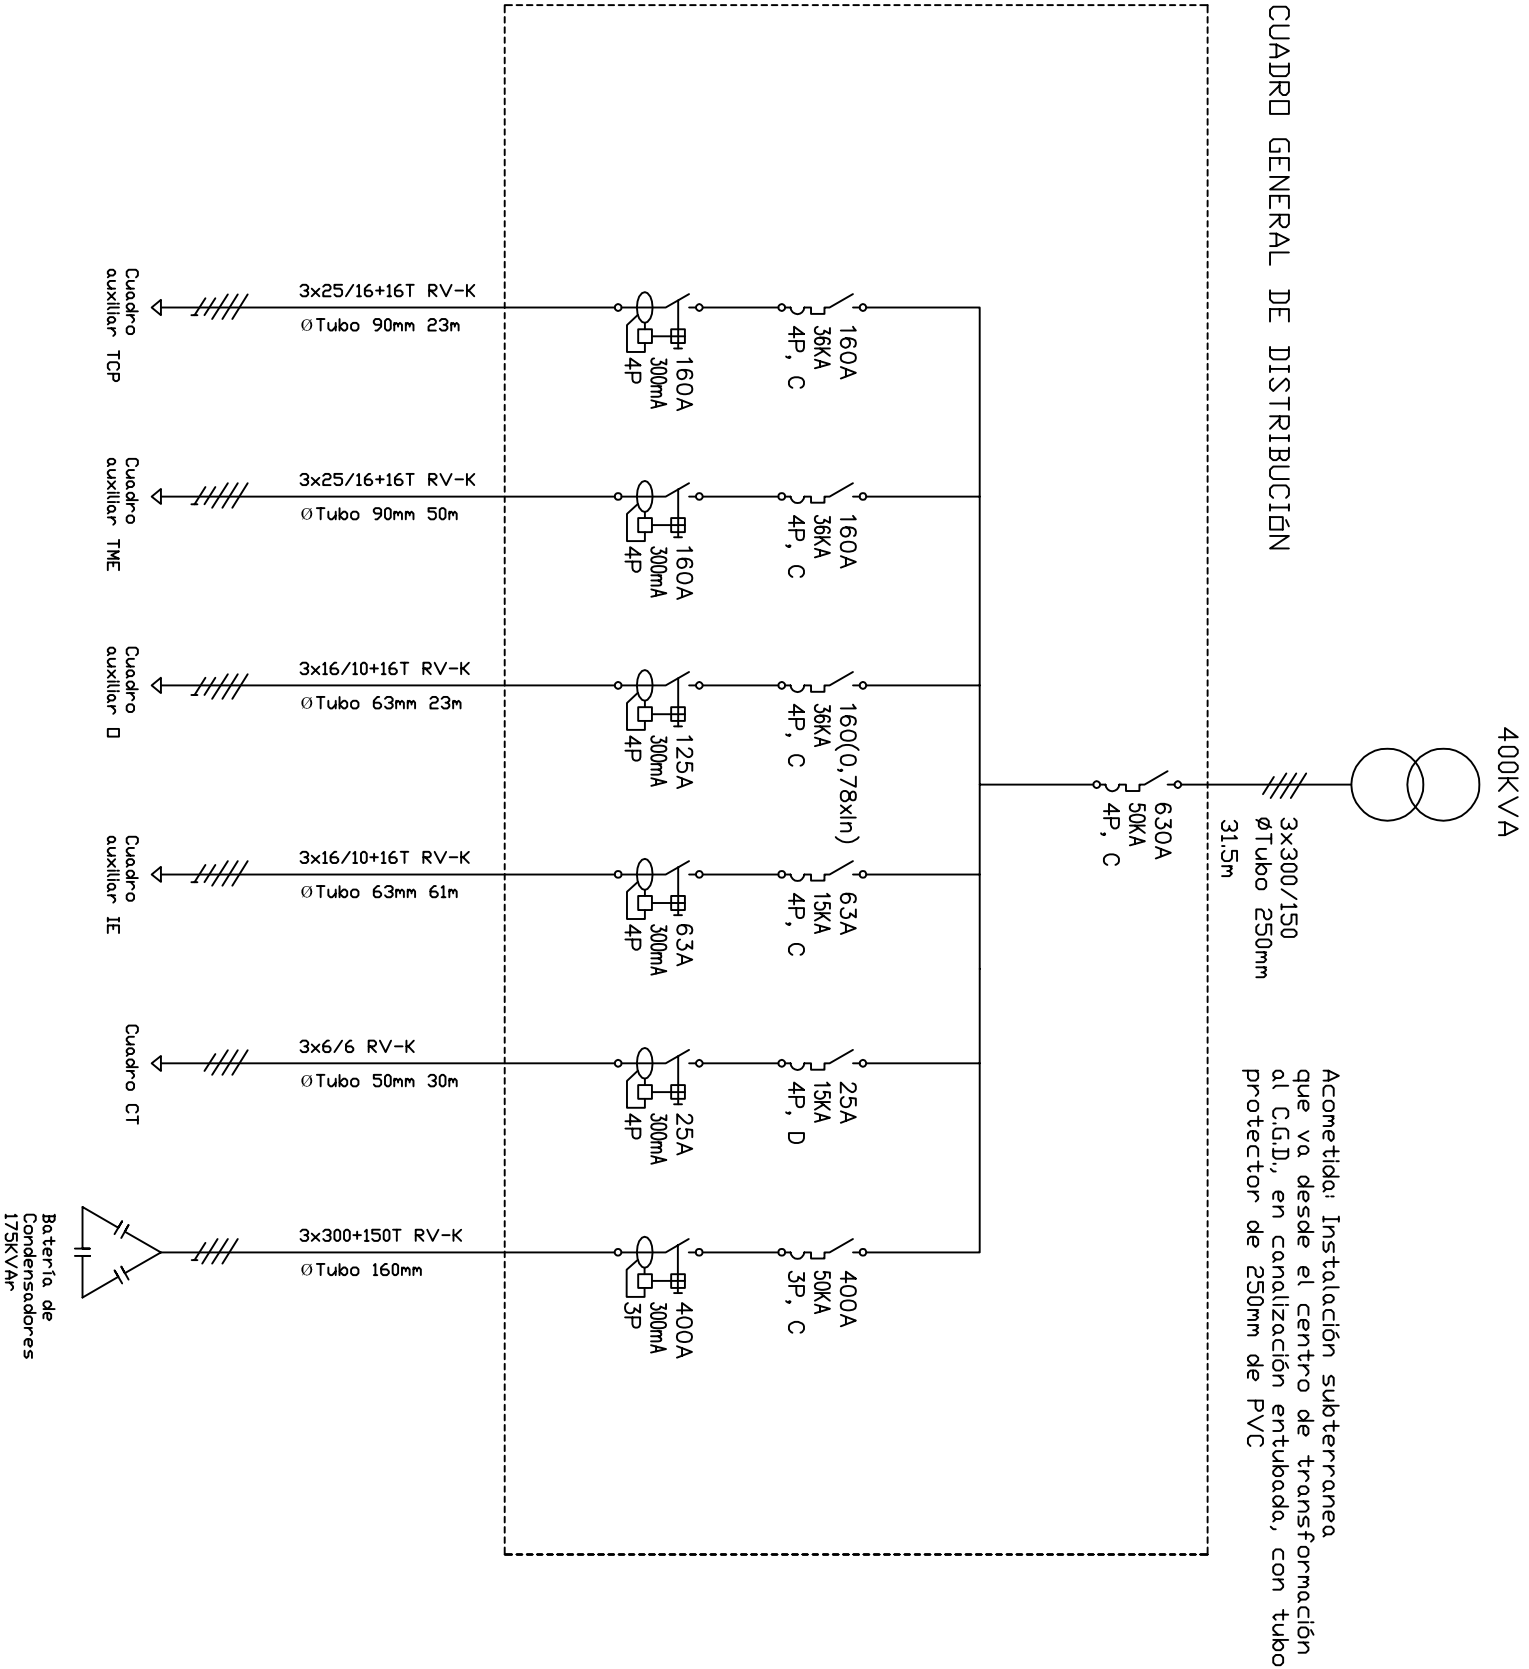 400KVA
CUADRO GENERAL DE DISTRIBUCIÓN
3x300/150
ØTubo 250mm
31.5m
Acometida: Instalación subterranea
que va desde el centro de transformación
al C.G.D., en canalización entubada, con tubo
protector de 250mm de PVC
630A
50KA
4P, C
160A
36KA
4P, C
160A
300mA
4P
3x25/16+16T RV-K
ØTubo 90mm 23m
Cuadro
auxiliar TCP
160A
36KA
4P, C
160A
300mA
4P
3x25/16+16T RV-K
ØTubo 90mm 50m
Cuadro
auxiliar TME
160(0,78xIn)
36KA
4P, C
125A
300mA
4P
3x16/10+16T RV-K
ØTubo 63mm 23m
Cuadro
auxiliar O
63A
15KA
4P, C
63A
300mA
4P
3x16/10+16T RV-K
ØTubo 63mm 61m
Cuadro
auxiliar IE
25A
15KA
4P, D
25A
300mA
4P
3x6/6 RV-K
ØTubo 50mm 30m
Cuadro CT
400A
50KA
3P, C
400A
300mA
3P
3x300+150T RV-K
ØTubo 160mm
Batería de
Condensadores
175KVAr